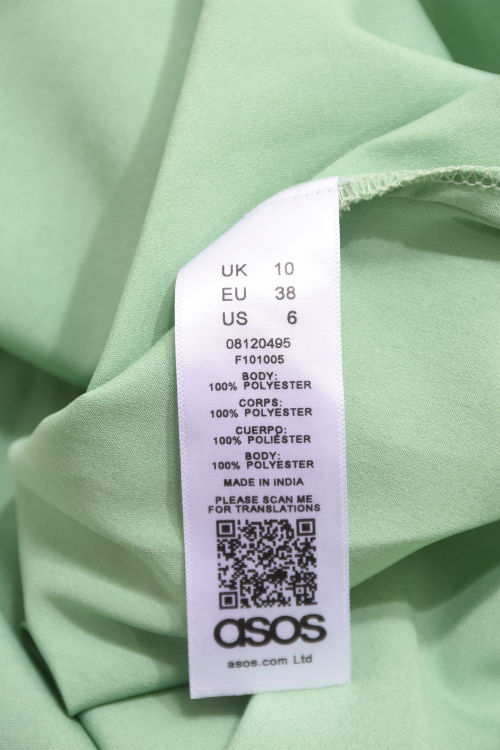 UK 10
EU 38
US 6
08120495
F101005
BODY:
100% POLYESTER
CORPS:
100% POLYESTER
CUERPO:
100% POLIÉSTER
BODY:
100% POLYESTER
MADE IN INDIA
PLEASE SCAN ME
FOR TRANSLATIONS
asos
asos.com Ltd